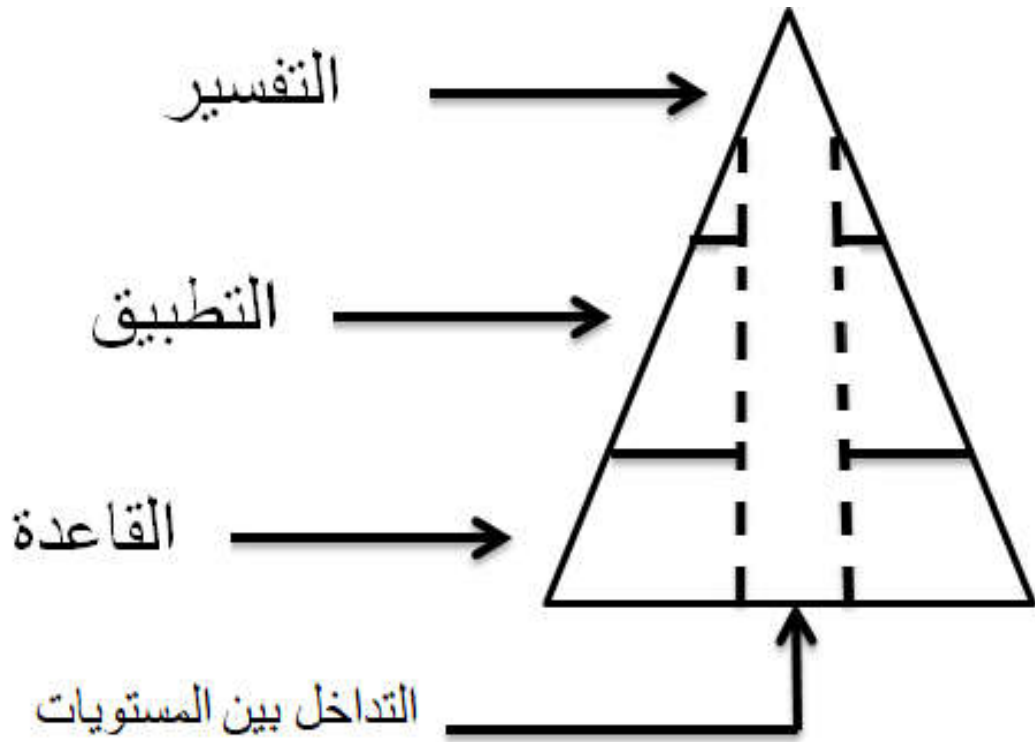 التفسير
التطبيق
القاعدة
التداخل بين المستويات